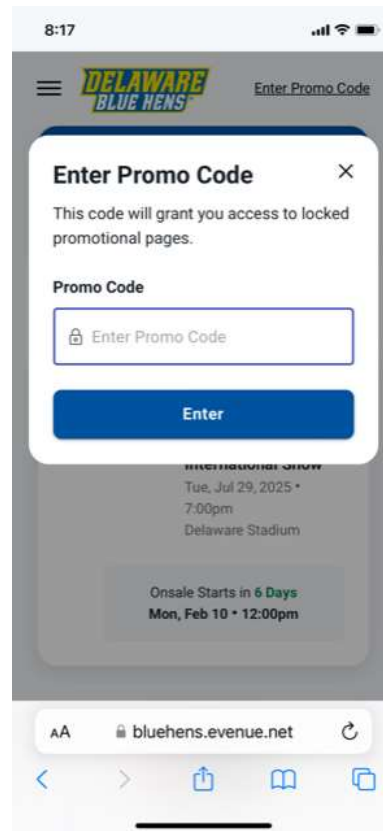 8:17
DELAWARE
BLUE HENS
Enter Promo Code
Enter Promo Code
This code will grant you access to locked
promotional pages.
Promo Code
Enter Promo Code
Enter
International Show
Tue, Jul 29, 2025 •
7:00pm
Delaware Stadium
Onsale Starts in 6 Days
Mon, Feb 10 • 12:00pm
AA
bluehens.evenue.net